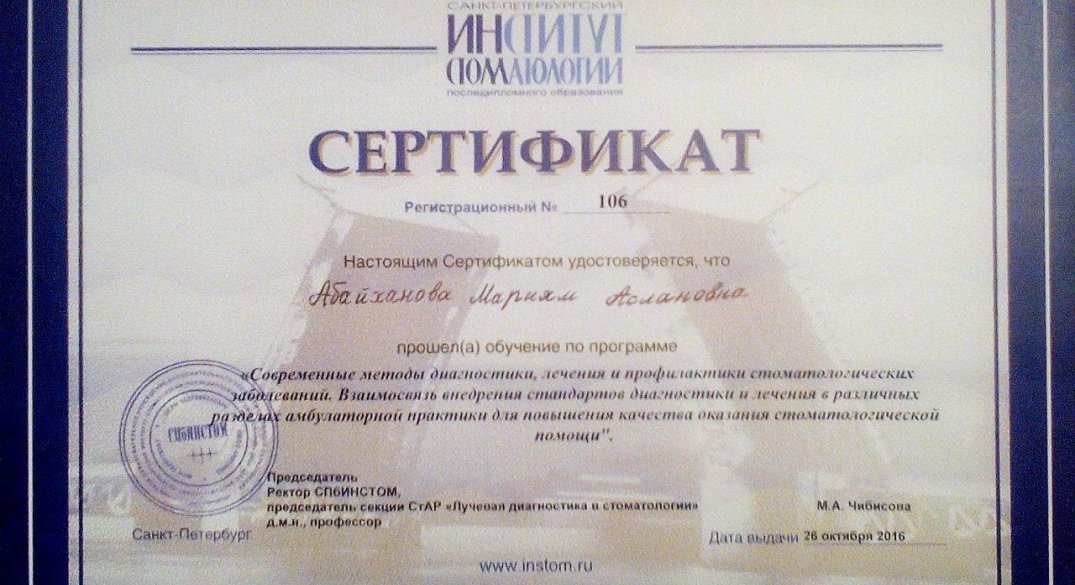 САНКТ-ПЕТЕРБУРГСКИЙ
ИНСТИТУТ
СТОМАТОЛОГИИ
последипломного образования
СЕРТИФИКАТ
Регистрационный № 106
Настоящим Сертификатом удостоверяется, что
Абайханова Мариям Аслановна
прошел(а) обучение по программе
«Современные методы диагностики, лечения и профилактики стоматологических
заболеваний. Взаимосвязь внедрения стандартов диагностики и лечения в различных
разделах амбулаторной практики для повышения качества оказания стоматологической
помощи".
СПбИНСТОМ
Председатель
Ректор СПбИНСТОМ,
председатель секции СтАР «Лучевая диагностика в стоматологии» М.А. Чибисова
д.м.н., профессор
Санкт-Петербург
Дата выдачи 26 октября 2016
www.instom.ru